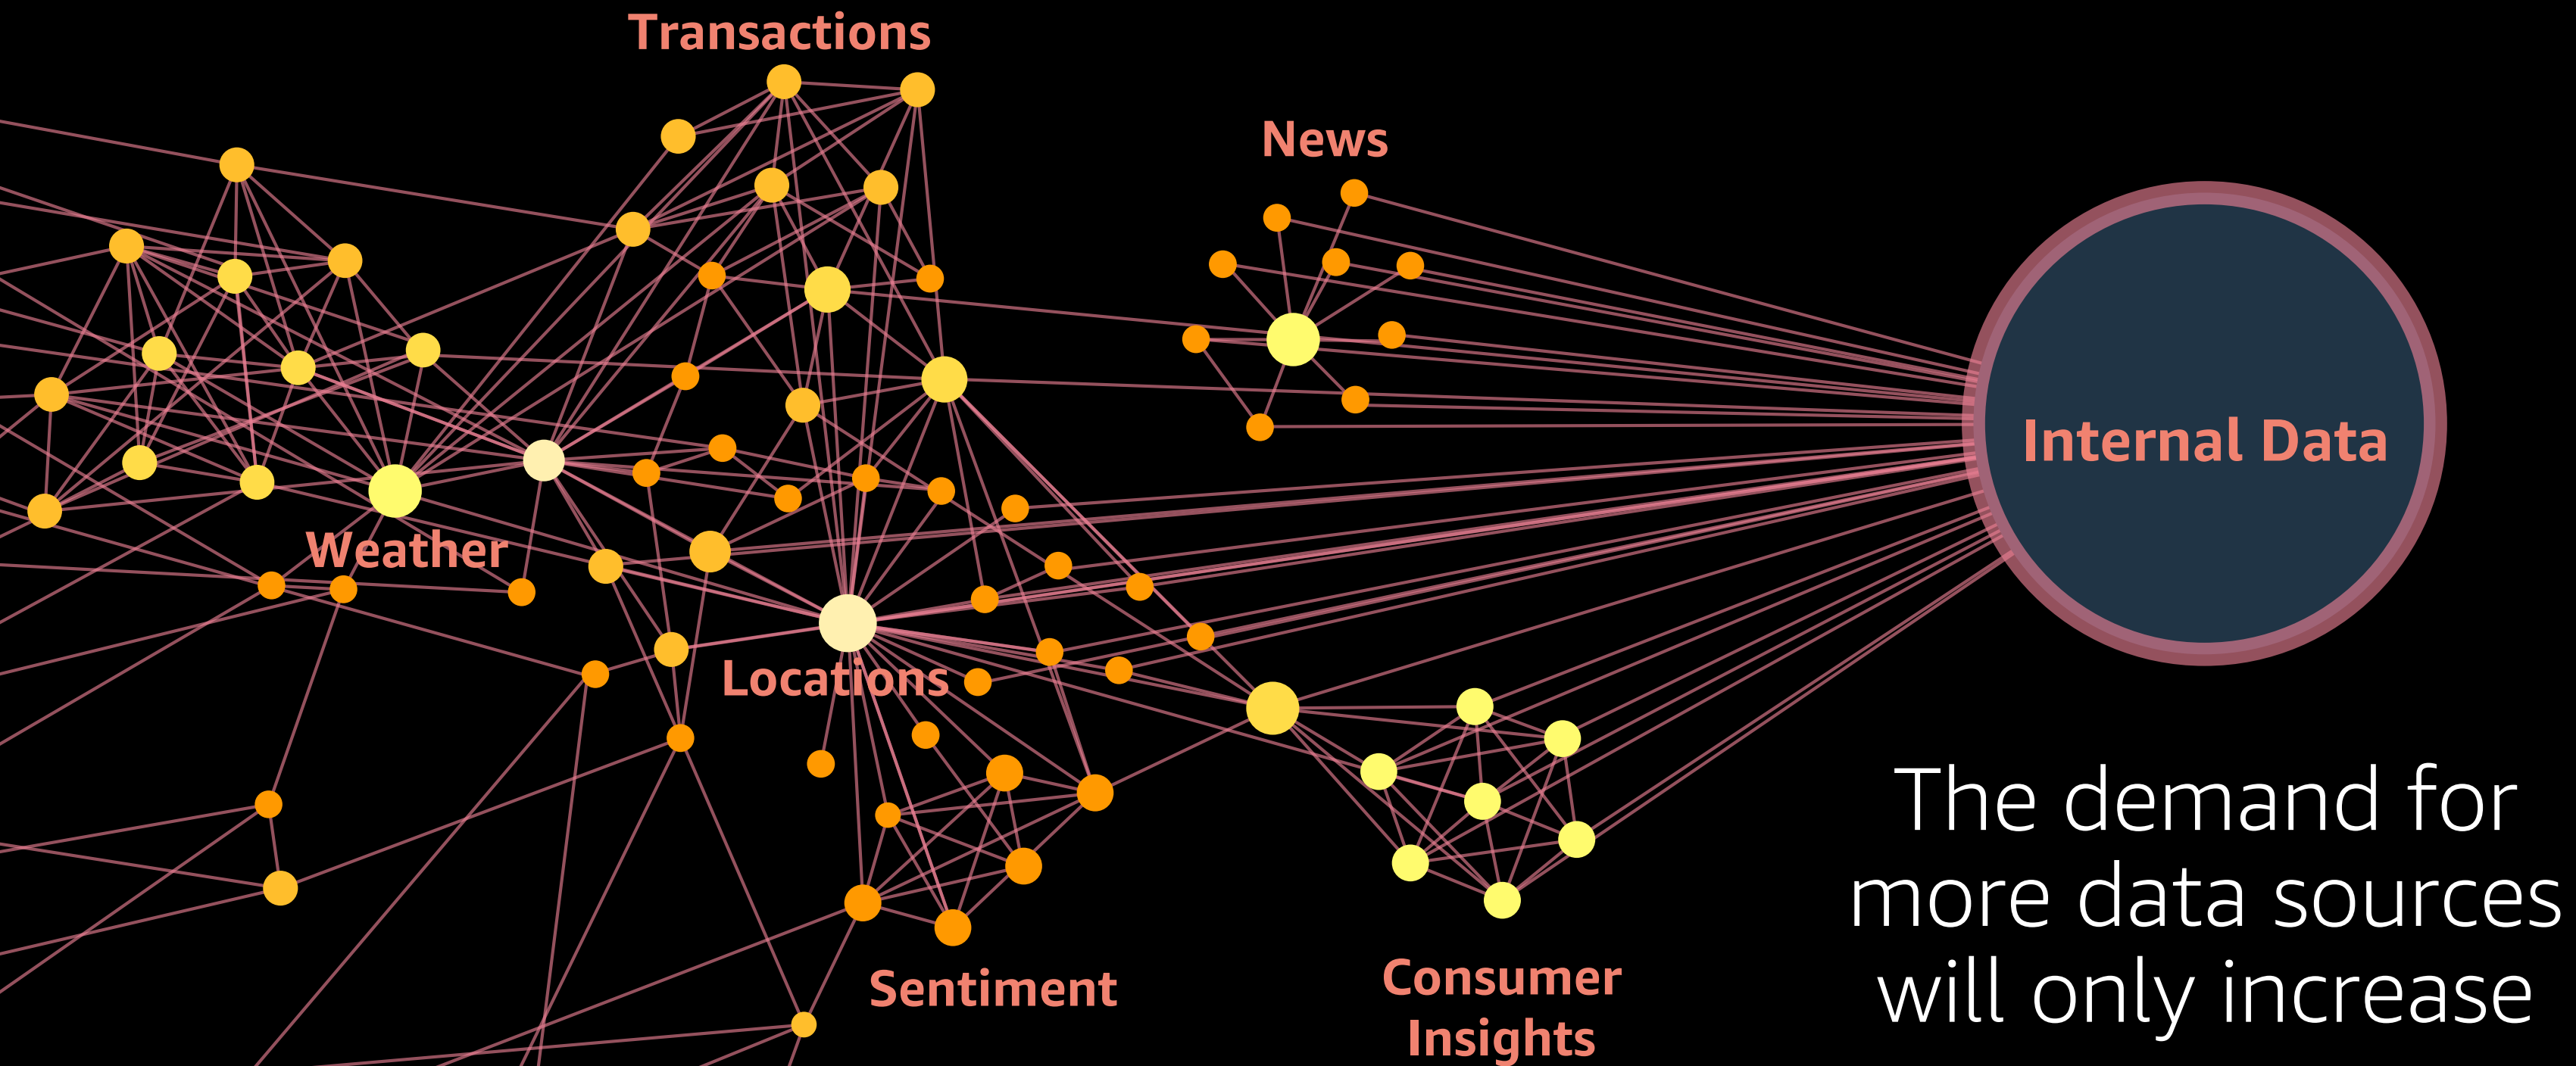 Transactions
News
Internal Data
Weather
Locations
Sentiment
Consumer
Insights
The demand for
more data sources
will only increase